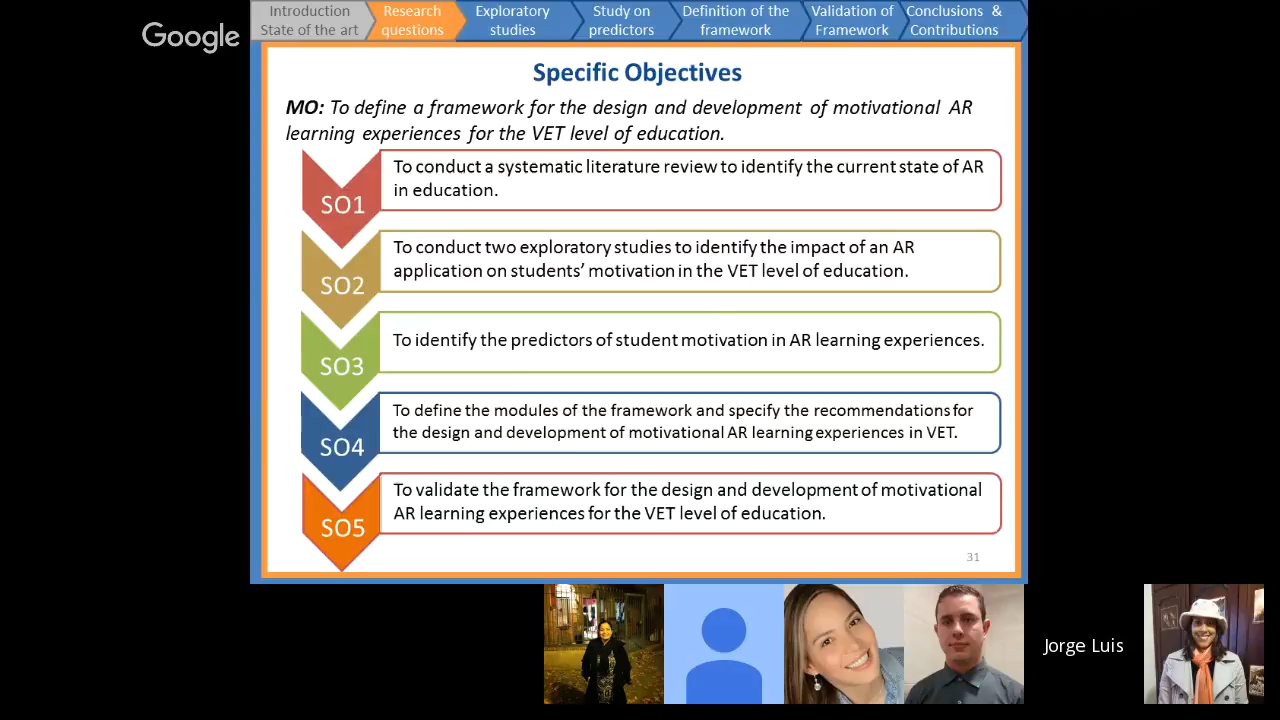 Google
Introduction
State of the art
Research
questions
Exploratory
studies
Study on
predictors
Definition of the
framework
Validation of
Framework
Conclusions &
Contributions
Specific Objectives
MO: To define a framework for the design and development of motivational AR
learning experiences for the VET level of education.
SO1
To conduct a systematic literature review to identify the current state of AR
in education.
SO2
To conduct two exploratory studies to identify the impact of an AR
application on students’ motivation in the VET level of education.
SO3
To identify the predictors of student motivation in AR learning experiences.
SO4
To define the modules of the framework and specify the recommendations for
the design and development of motivational AR learning experiences in VET.
SO5
To validate the framework for the design and development of motivational
AR learning experiences for the VET level of education.
31
Jorge Luis